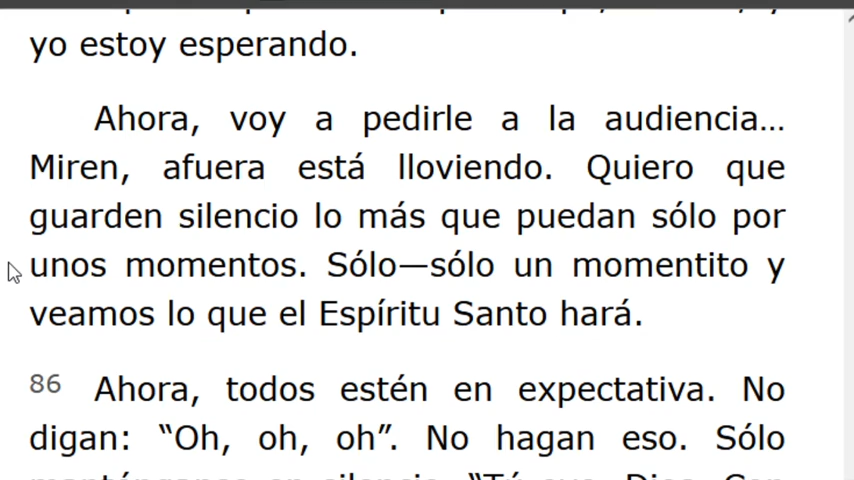 yo estoy esperando.
Ahora, voy a pedirle a la audiencia…
Miren, afuera está lloviendo. Quiero que
guarden silencio lo más que puedan sólo por
unos momentos. Sólo—sólo un momentito y
veamos lo que el Espíritu Santo hará.
86 Ahora, todos estén en expectativa. No
digan: “Oh, oh, oh”. No hagan eso. Sólo